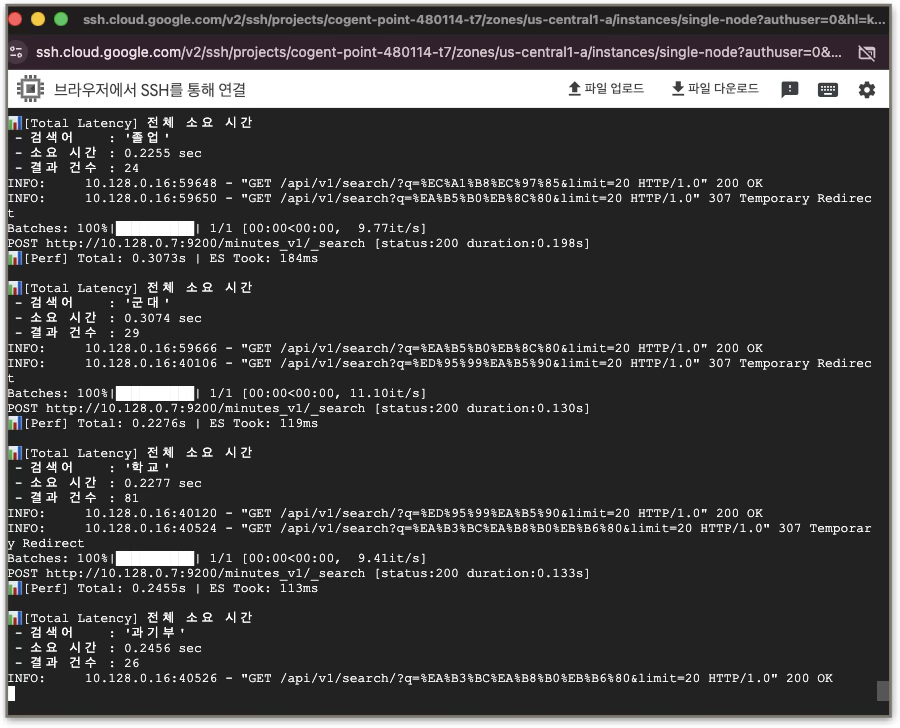 ssh.cloud.google.com/v2/ssh/projects/cogent-point-480114-t7/zones/us-central1-a/instances/single-node?authuser=0&hl=k...
ssh.cloud.google.com/v2/ssh/projects/cogent-point-480114-t7/zones/us-central1-a/instances/single-node?authuser=0&...
브라우저에서 SSH를 통해 연결 파일 업로드 파일 다운로드
📊[Total Latency] 전체 소요 시간
- 검색어 : '졸업'
- 소요 시간 : 0.2255 sec
- 결과 건수 : 24
INFO: 10.128.0.16:59648 - "GET /api/v1/search/?q=%EC%A1%B8%EC%97%85&limit=20 HTTP/1.0" 200 OK
INFO: 10.128.0.16:59650 - "GET /api/v1/search?q=%EA%B5%B0%EB%8C%80&limit=20 HTTP/1.0" 307 Temporary Redirec
t
Batches: 100%|██████████| 1/1 [00:00<00:00, 9.77it/s]
POST http://10.128.0.7:9200/minutes_v1/_search [status:200 duration:0.198s]
📊[Perf] Total: 0.3073s | ES Took: 184ms
📊[Total Latency] 전체 소요 시간
- 검색어 : '군대'
- 소요 시간 : 0.3074 sec
- 결과 건수 : 29
INFO: 10.128.0.16:59666 - "GET /api/v1/search/?q=%EA%B5%B0%EB%8C%80&limit=20 HTTP/1.0" 200 OK
INFO: 10.128.0.16:40106 - "GET /api/v1/search?q=%ED%95%99%EA%B5%90&limit=20 HTTP/1.0" 307 Temporary Redirec
t
Batches: 100%|██████████| 1/1 [00:00<00:00, 11.10it/s]
POST http://10.128.0.7:9200/minutes_v1/_search [status:200 duration:0.130s]
📊[Perf] Total: 0.2276s | ES Took: 119ms
📊[Total Latency] 전체 소요 시간
- 검색어 : '학교'
- 소요 시간 : 0.2277 sec
- 결과 건수 : 81
INFO: 10.128.0.16:40120 - "GET /api/v1/search/?q=%ED%95%99%EA%B5%90&limit=20 HTTP/1.0" 200 OK
INFO: 10.128.0.16:40524 - "GET /api/v1/search?q=%EA%B3%BC%EA%B8%B0%EB%B6%80&limit=20 HTTP/1.0" 307 Temporar
y Redirect
Batches: 100%|██████████| 1/1 [00:00<00:00, 9.41it/s]
POST http://10.128.0.7:9200/minutes_v1/_search [status:200 duration:0.133s]
📊[Perf] Total: 0.2455s | ES Took: 113ms
📊[Total Latency] 전체 소요 시간
- 검색어 : '과기부'
- 소요 시간 : 0.2456 sec
- 결과 건수 : 26
INFO: 10.128.0.16:40526 - "GET /api/v1/search/?q=%EA%B3%BC%EA%B8%B0%EB%B6%80&limit=20 HTTP/1.0" 200 OK